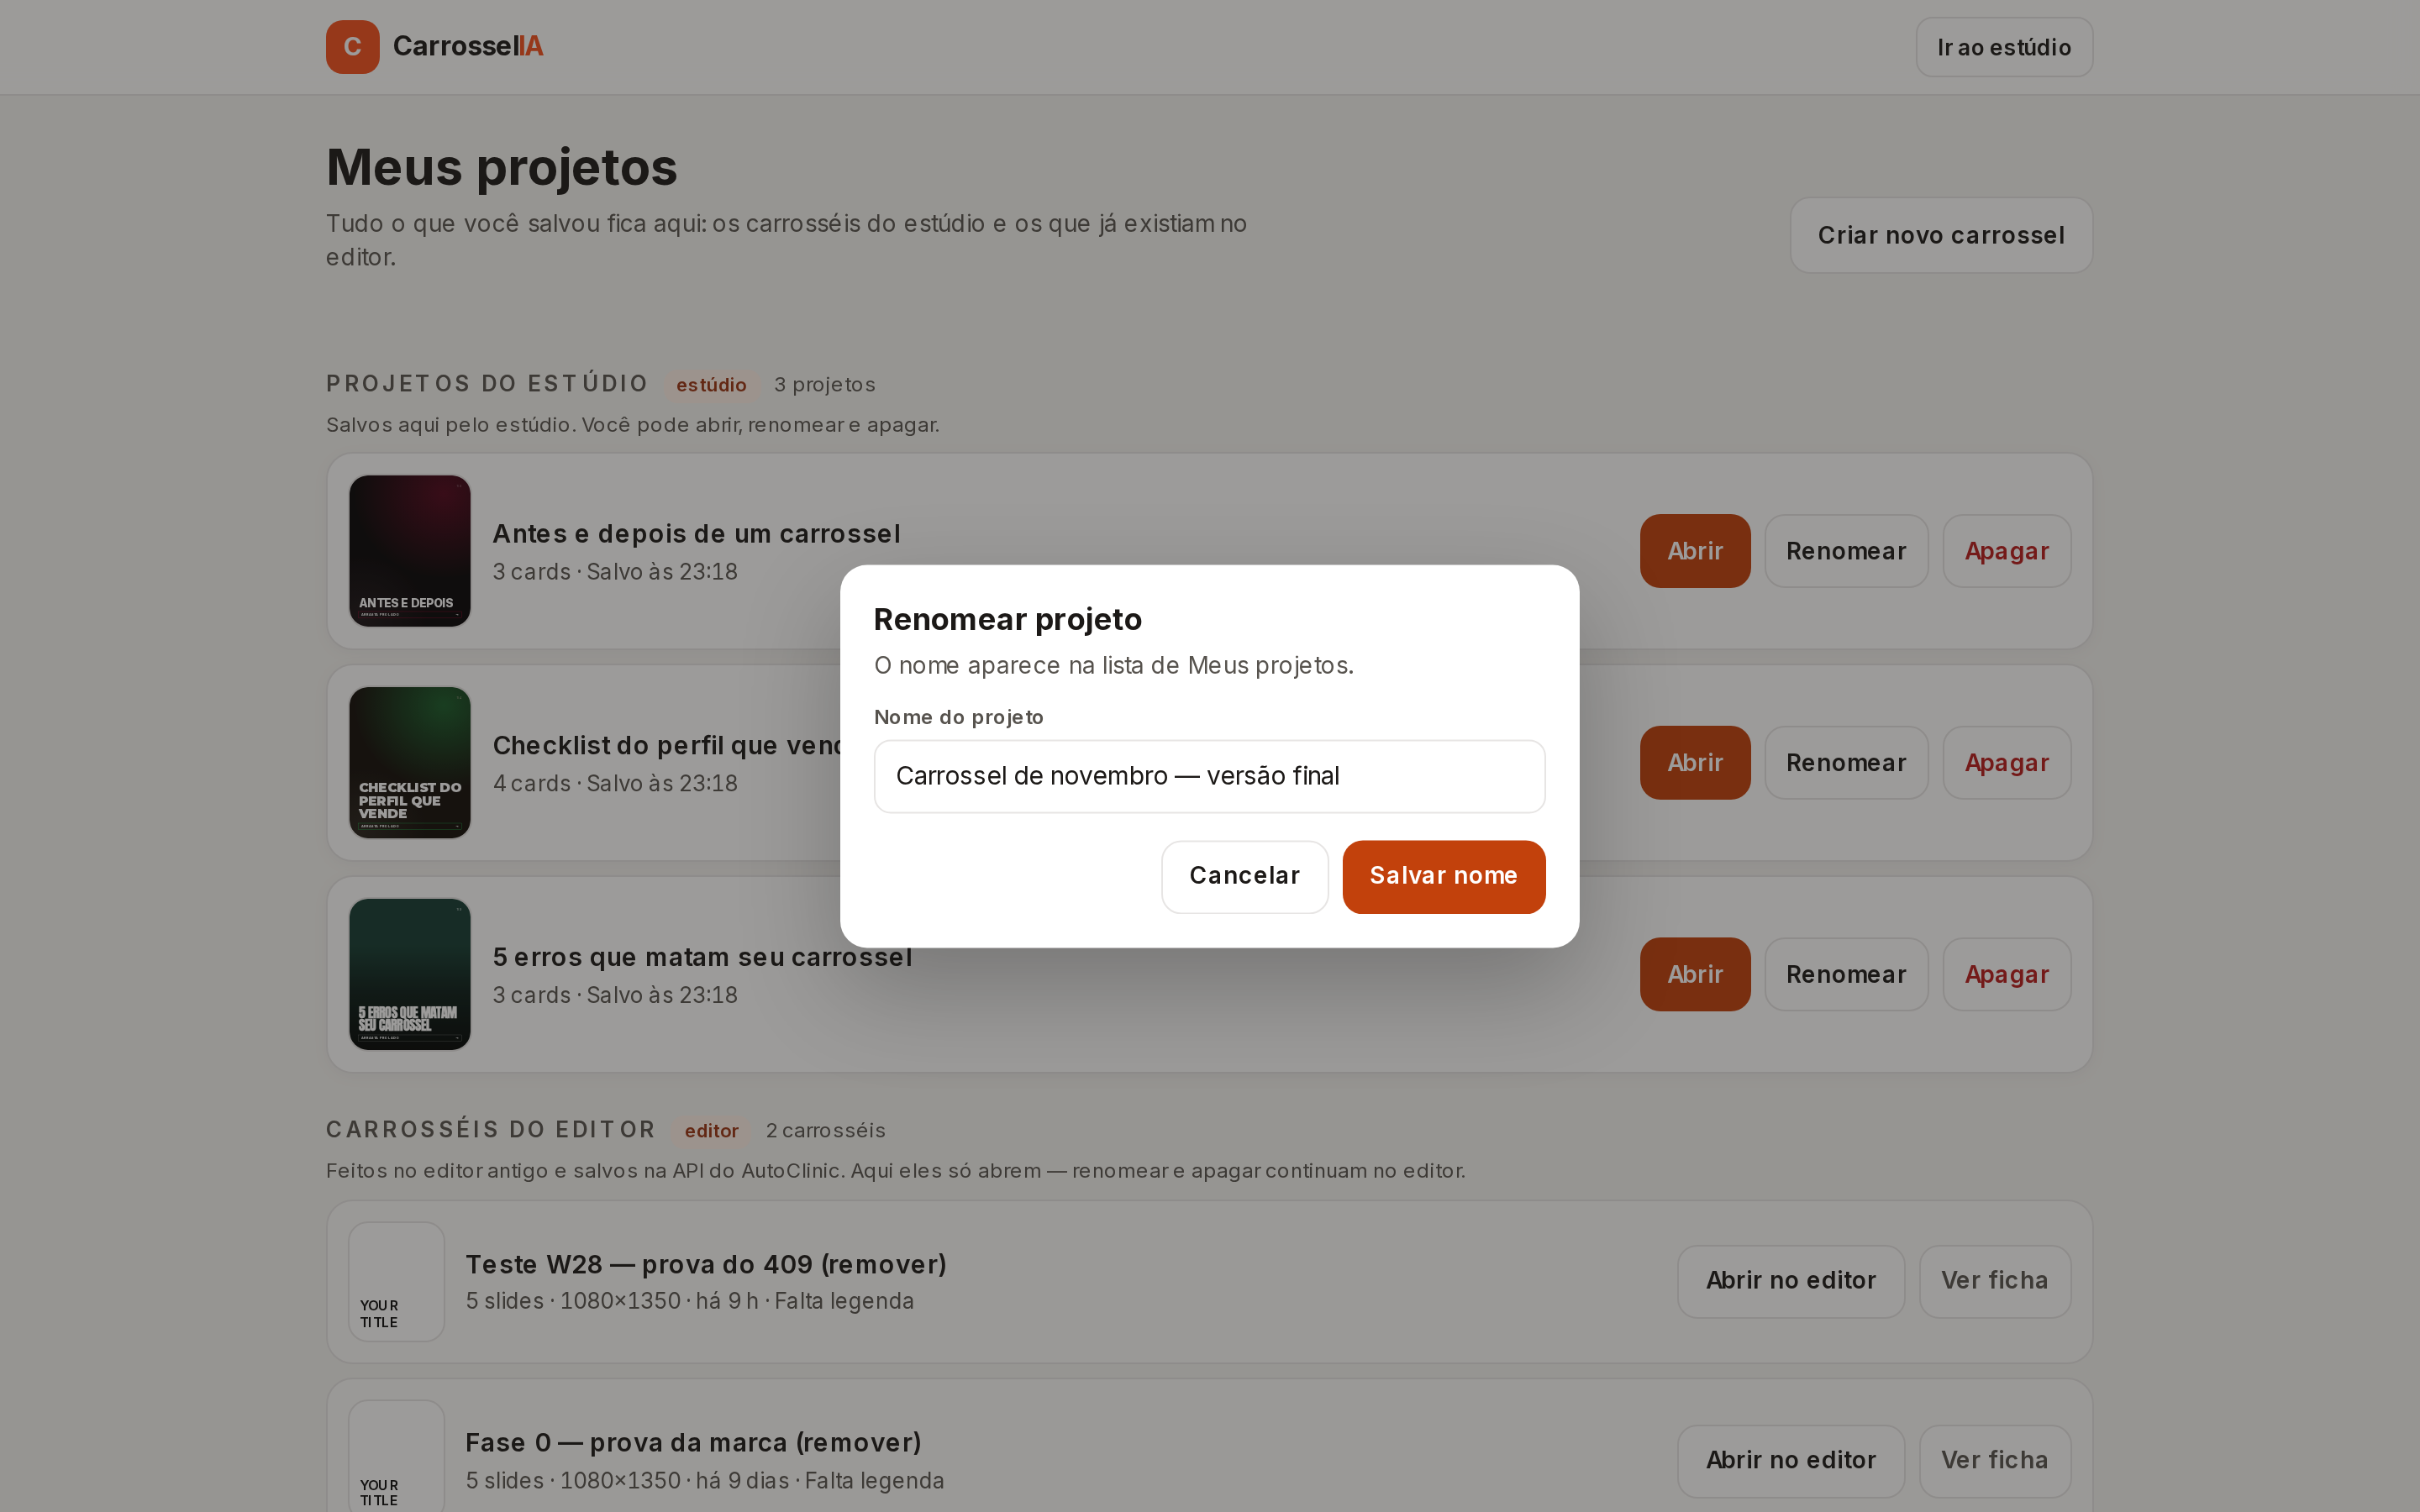 C
CarrosselIA
Ir ao estúdio
Meus projetos
Tudo o que você salvou fica aqui: os carrosséis do estúdio e os que já existiam no
editor.
Criar novo carrossel
PROJETOS DO ESTÚDIO estúdio 3 projetos
Salvos aqui pelo estúdio. Você pode abrir, renomear e apagar.
ANTES E DEPOIS
Antes e depois de um carrossel
3 cards · Salvo às 23:18
Abrir Renomear Apagar
CHECKLIST DO
PERFIL QUE
VENDE
Checklist do perfil que
4 cards · Salvo às 23:18
Abrir Renomear Apagar
Renomear projeto
O nome aparece na lista de Meus projetos.
Nome do projeto
Carrossel de novembro — versão final
Cancelar Salvar nome
5 ERROS QUE MATAM
SEU CARROSSEL
5 erros que matam seu carrossel
3 cards · Salvo às 23:18
Abrir Renomear Apagar
CARROSSÉIS DO EDITOR editor 2 carrosséis
Feitos no editor antigo e salvos na API do AutoClinic. Aqui eles só abrem — renomear e apagar continuam no editor.
YOUR
TITLE
Teste W28 — prova do 409 (remover)
5 slides · 1080×1350 · há 9 h · Falta legenda
Abrir no editor Ver ficha
YOUR
TITLE
Fase 0 — prova da marca (remover)
5 slides · 1080×1350 · há 9 dias · Falta legenda
Abrir no editor Ver ficha